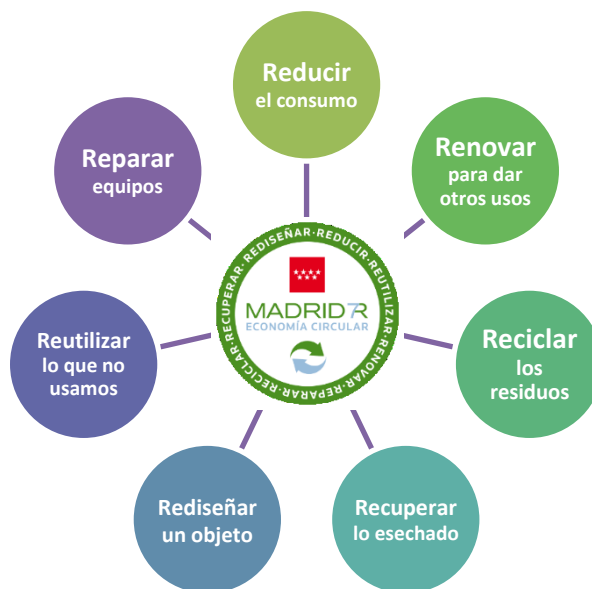 Reducir
el consumo
Renovar
para dar
otros usos
Reciclar
los
residuos
Recuperar
lo esechado
Rediseñar
un objeto
Reutilizar
lo que no
usamos
Reparar
equipos
REDISEÑAR·REDUCIR·REUTILIZAR·RENOVAR·REPARAR·RECICLAR·RECUPERAR·
MADRID7R
ECONOMÍA CIRCULAR